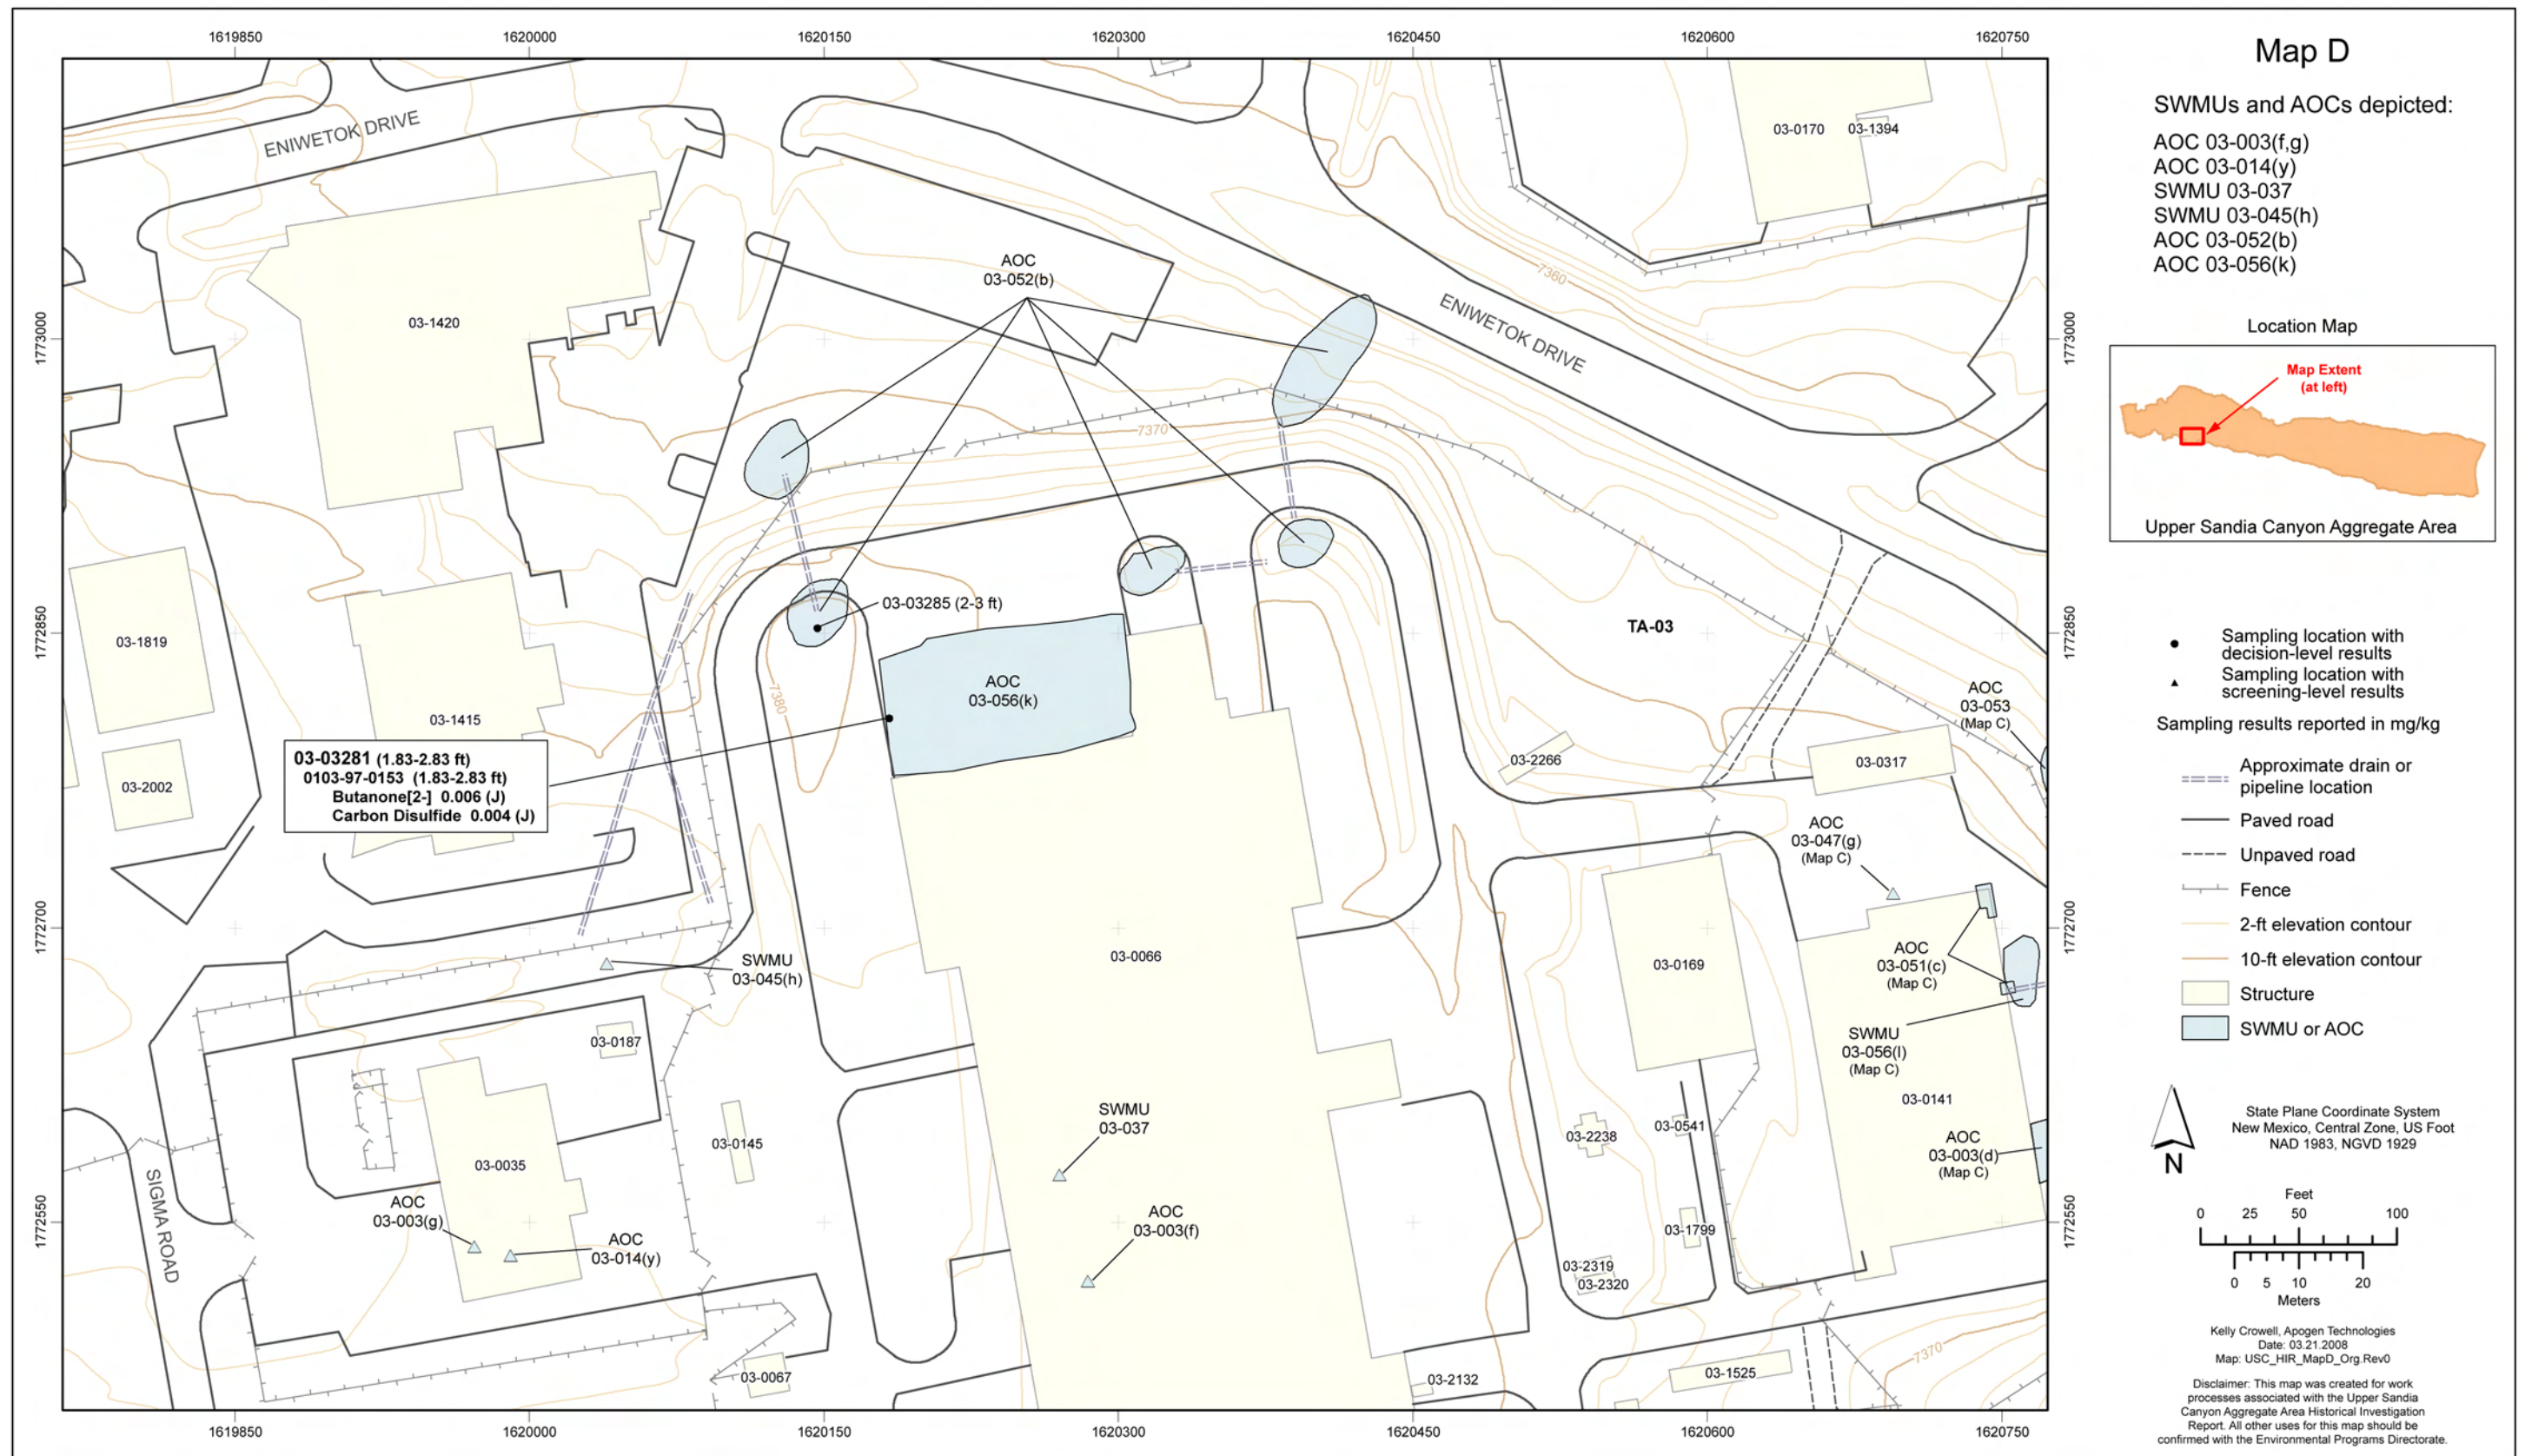 1619850
1620000
1620150
1620300
1620450
1620600
1620750
Map D
SWMUs and AOCs depicted:
AOC 03-003(f,g)
AOC 03-014(y)
SWMU 03-037
SWMU 03-045(h)
AOC 03-052(b)
AOC 03-056(k)
Location Map
Map Extent
(at left)
Upper Sandia Canyon Aggregate Area
Sampling location with
decision-level results
Sampling location with
screening-level results
Sampling results reported in mg/kg
Approximate drain or
pipeline location
Paved road
Unpaved road
Fence
2-ft elevation contour
10-ft elevation contour
Structure
SWMU or AOC
N
State Plane Coordinate System
New Mexico, Central Zone, US Foot
NAD 1983, NGVD 1929
Feet
0 25 50 100
0 5 10 20
Meters
Kelly Crowell, Apogen Technologies
Date: 03.21.2008
Map: USC_HIR_MapD_Org.Rev0
Disclaimer: This map was created for work
processes associated with the Upper Sandia
Canyon Aggregate Area Historical Investigation
Report. All other uses for this map should be
confirmed with the Environmental Programs Directorate.
ENIWETOK DRIVE
03-0170
03-1394
AOC
03-052(b)
7360
ENIWETOK DRIVE
03-1420
1773000
1773000
7370
03-03285 (2-3 ft)
1772850
1772850
TA-03
03-1819
AOC
03-056(k)
7380
AOC
03-053
(Map C)
03-1415
03-2266
03-0317
03-2002
03-03281 (1.83-2.83 ft)
0103-97-0153 (1.83-2.83 ft)
Butanone[2-] 0.006 (J)
Carbon Disulfide 0.004 (J)
AOC
03-047(g)
(Map C)
1772700
1772700
SWMU
03-045(h)
03-0066
03-0169
AOC
03-051(c)
(Map C)
03-0187
SWMU
03-056(l)
(Map C)
03-0141
SWMU
03-037
03-0145
03-2238
03-0541
AOC
03-003(d)
(Map C)
03-0035
SIGMA ROAD
AOC
03-003(g)
AOC
03-014(y)
AOC
03-003(f)
03-1799
1772550
1772550
03-2319
03-2320
03-0067
03-2132
03-1525
7370
1619850
1620000
1620150
1620300
1620450
1620600
1620750